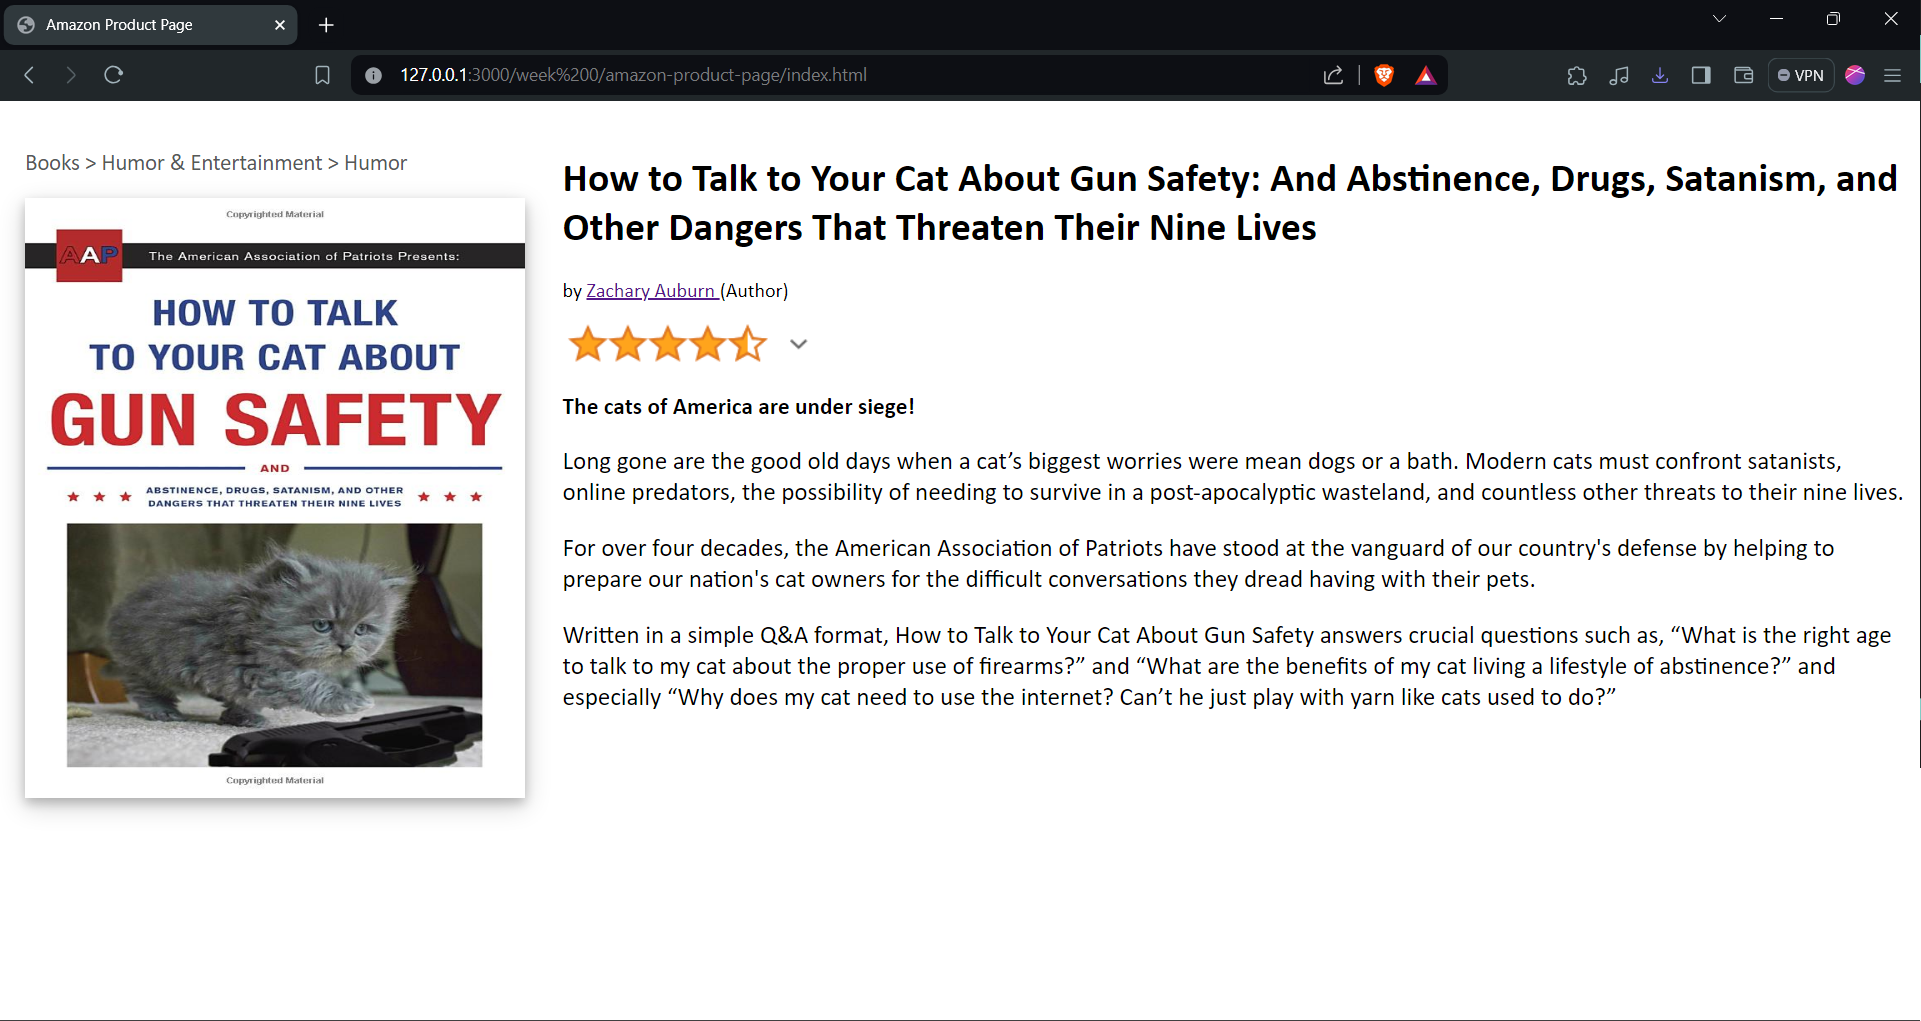 Amazon Product Page
127.0.0.1:3000/week%200/amazon-product-page/index.html
VPN
Books > Humor & Entertainment > Humor
Copyrighted Material
AAP
The American Association of Patriots Presents:
HOW TO TALK
TO YOUR CAT ABOUT
GUN SAFETY
AND
ABSTINENCE, DRUGS, SATANISM, AND OTHER
DANGERS THAT THREATEN THEIR NINE LIVES
Copyrighted Material
How to Talk to Your Cat About Gun Safety: And Abstinence, Drugs, Satanism, and
Other Dangers That Threaten Their Nine Lives
by Zachary Auburn (Author)
The cats of America are under siege!
Long gone are the good old days when a cat’s biggest worries were mean dogs or a bath. Modern cats must confront satanists,
online predators, the possibility of needing to survive in a post-apocalyptic wasteland, and countless other threats to their nine lives.
For over four decades, the American Association of Patriots have stood at the vanguard of our country's defense by helping to
prepare our nation's cat owners for the difficult conversations they dread having with their pets.
Written in a simple Q&A format, How to Talk to Your Cat About Gun Safety answers crucial questions such as, “What is the right age
to talk to my cat about the proper use of firearms?” and “What are the benefits of my cat living a lifestyle of abstinence?” and
especially “Why does my cat need to use the internet? Can’t he just play with yarn like cats used to do?”